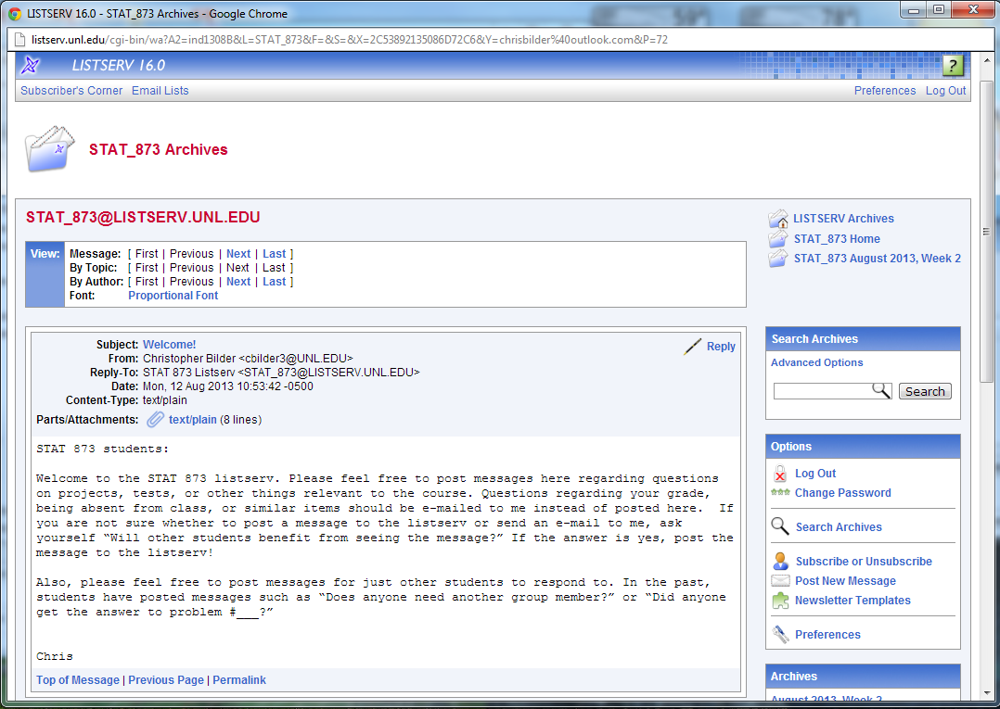 LISTSERV 16.0 - STAT_873 Archives - Google Chrome
listserv.unl.edu/cgi-bin/wa?A2=ind1308B&L=STAT_873&F=&S=&X=2C53892135086D72C6&Y=chrisbilder%40outlook.com&P=72
LISTSERV 16.0
?
Subscriber's Corner Email Lists Preferences Log Out
STAT_873 Archives
STAT_873@LISTSERV.UNL.EDU
LISTSERV Archives
STAT_873 Home
STAT_873 August 2013, Week 2
View:
Message: [ First | Previous | Next | Last ]
By Topic: [ First | Previous | Next | Last ]
By Author: [ First | Previous | Next | Last ]
Font: Proportional Font
Subject: Welcome!
From: Christopher Bilder <cbilder3@UNL.EDU>
Reply-To: STAT 873 Listserv <STAT_873@LISTSERV.UNL.EDU>
Date: Mon, 12 Aug 2013 10:53:42 -0500
Content-Type: text/plain
Parts/Attachments: text/plain (8 lines)
Reply
STAT 873 students:
Welcome to the STAT 873 listserv. Please feel free to post messages here regarding questions
on projects, tests, or other things relevant to the course. Questions regarding your grade,
being absent from class, or similar items should be e-mailed to me instead of posted here.  If
you are not sure whether to post a message to the listserv or send an e-mail to me, ask
yourself “Will other students benefit from seeing the message?” If the answer is yes, post the
message to the listserv!
Also, please feel free to post messages for just other students to respond to. In the past,
students have posted messages such as “Does anyone need another group member?” or “Did anyone
get the answer to problem #___?”
Chris
Top of Message | Previous Page | Permalink
Search Archives
Advanced Options
Search
Options
Log Out
Change Password
Search Archives
Subscribe or Unsubscribe
Post New Message
Newsletter Templates
Preferences
Archives
August 2013, Week 2